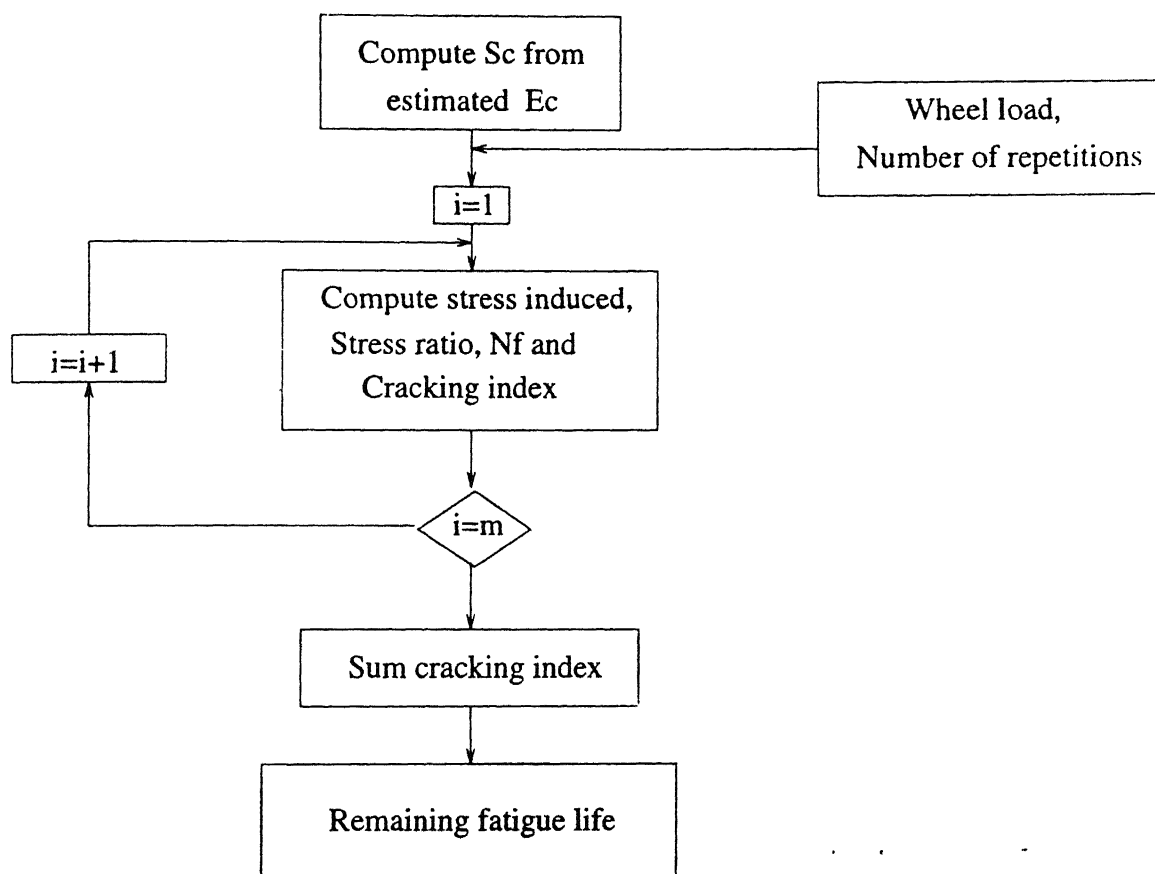 Compute Sc from
estimated Ec
Wheel load,
Number of repetitions
i=1
Compute stress induced,
Stress ratio, Nf and
Cracking index
i=i+1
i=m
Sum cracking index
Remaining fatigue life